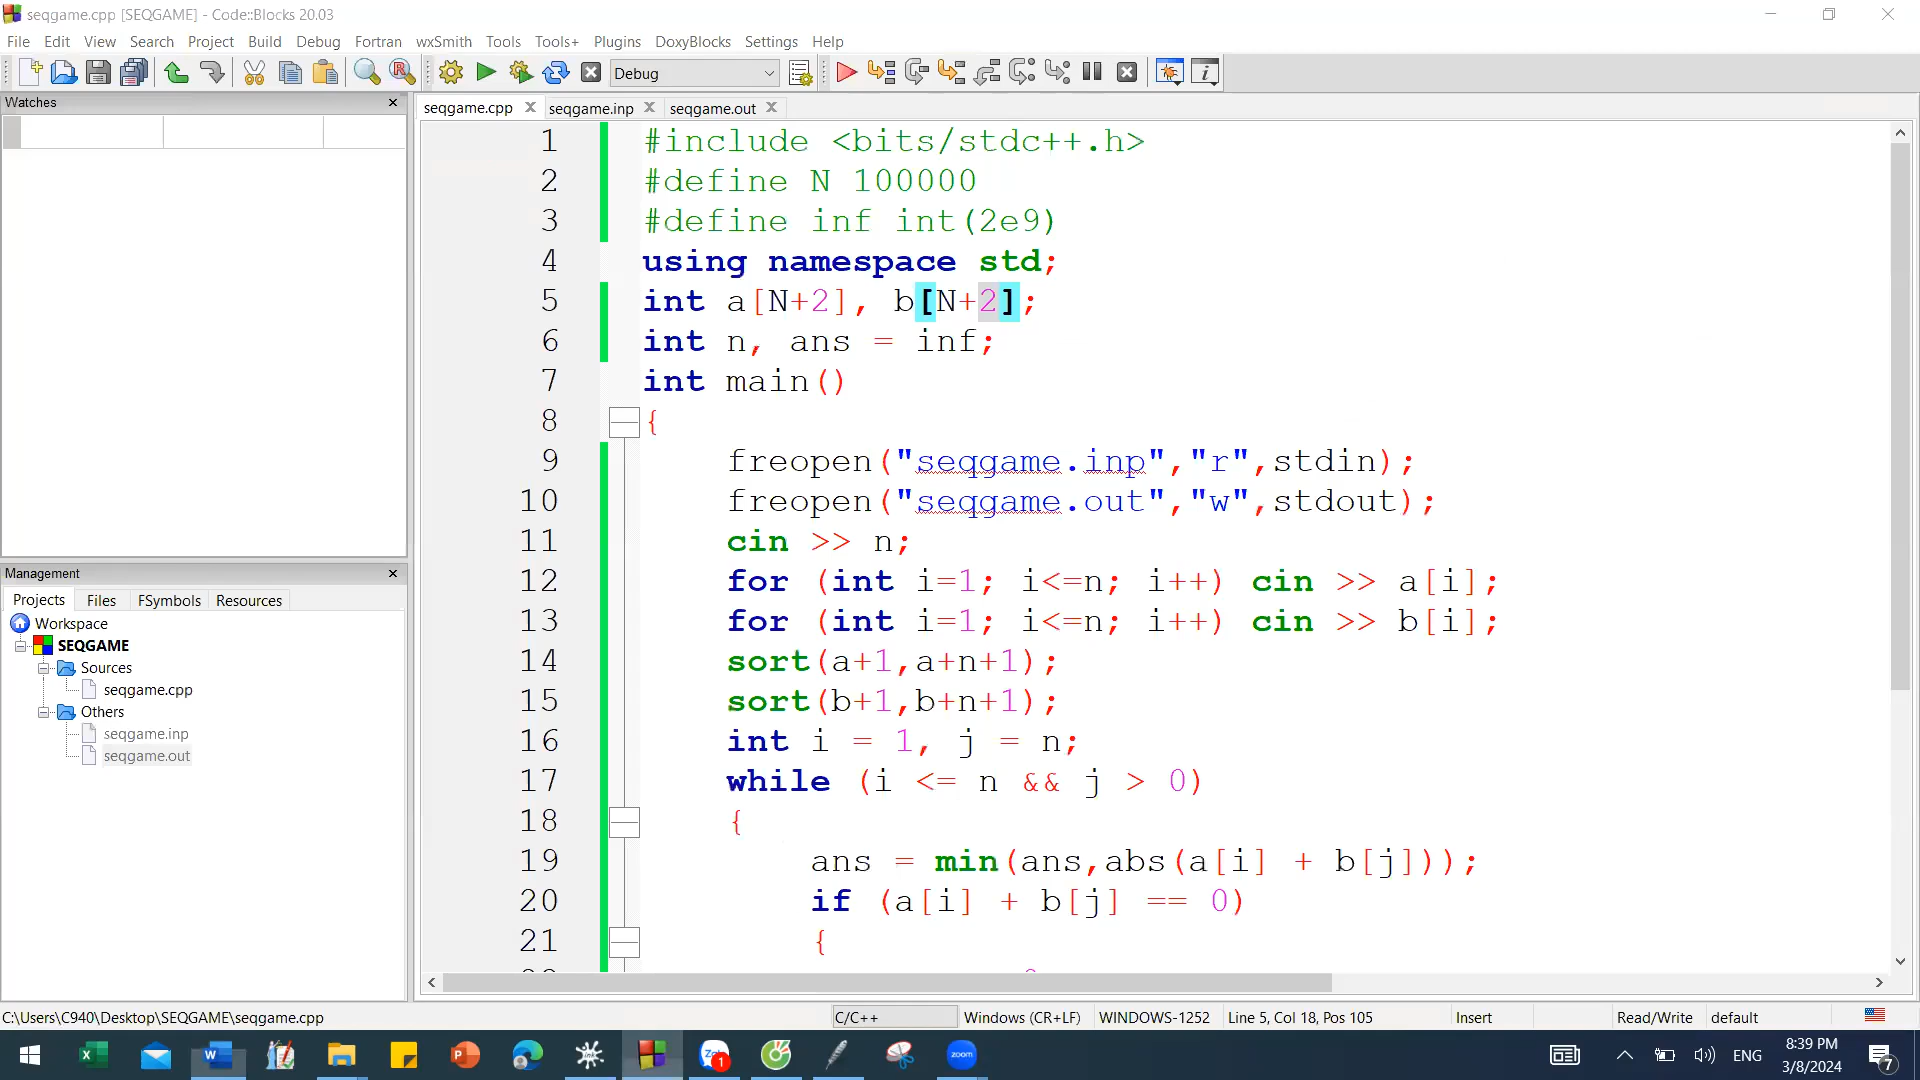 seqgame.cpp [SEQGAME] - Code::Blocks 20.03
File Edit View Search Project Build Debug Fortran wxSmith Tools Tools+ Plugins DoxyBlocks Settings Help
Debug
Watches
seqgame.cpp seqgame.inp seqgame.out
1 #include <bits/stdc++.h>
2 #define N 100000
3 #define inf int(2e9)
4 using namespace std;
5 int a[N+2], b[N+2];
6 int n, ans = inf;
7 int main()
8 {
9 freopen("seqgame.inp","r",stdin);
10 freopen("seqgame.out","w",stdout);
11 cin >> n;
12 for (int i=1; i<=n; i++) cin >> a[i];
13 for (int i=1; i<=n; i++) cin >> b[i];
14 sort(a+1,a+n+1);
15 sort(b+1,b+n+1);
16 int i = 1, j = n;
17 while (i <= n && j > 0)
18 {
19 ans = min(ans,abs(a[i] + b[j]));
20 if (a[i] + b[j] == 0)
21 {
Management
Projects Files FSymbols Resources
Workspace
SEQGAME
Sources
seqgame.cpp
Others
seqgame.inp
seqgame.out
C:\Users\C940\Desktop\SEQGAME\seqgame.cpp C/C++ Windows (CR+LF) WINDOWS-1252 Line 5, Col 18, Pos 105 Insert Read/Write default
zoom
1
ENG
8:39 PM
3/8/2024
7